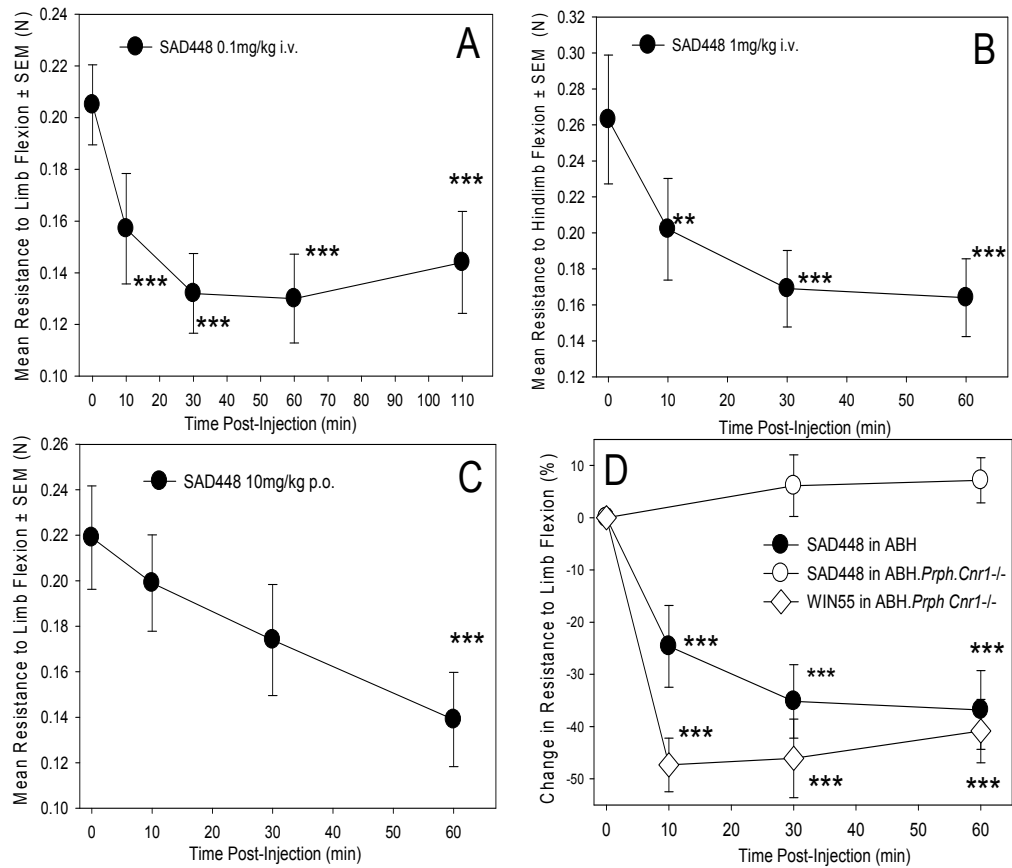 Mean Resistance to Limb Flexion ± SEM (N)
0.24
0.22
0.20
0.18
0.16
0.14
0.12
0.10
SAD448 0.1mg/kg i.v.
A
***
***
***
***
0 10 20 30 40 50 60 70 80 90 100 110
Time Post-Injection (min)
Mean Resistance to Hindlimb Flexion ± SEM (N)
0.32
0.30
0.28
0.26
0.24
0.22
0.20
0.18
0.16
0.14
0.12
SAD448 1mg/kg i.v.
B
**
***
***
0 10 20 30 40 50 60
Time Post-Injection (min)
Mean Resistance to Limb Flexion ± SEM (N)
0.26
0.24
0.22
0.20
0.18
0.16
0.14
0.12
0.10
SAD448 10mg/kg p.o.
C
***
0 10 20 30 40 50 60
Time Post-Injection (min)
Change in Resistance to Limb Flexion (%)
10
0
-10
-20
-30
-40
-50
D
SAD448 in ABH
SAD448 in ABH.Prph.Cnr1-/-
WIN55 in ABH.Prph Cnr1-/-
***
***
***
***
***
***
0 10 20 30 40 50 60
Time Post-Injection (min)